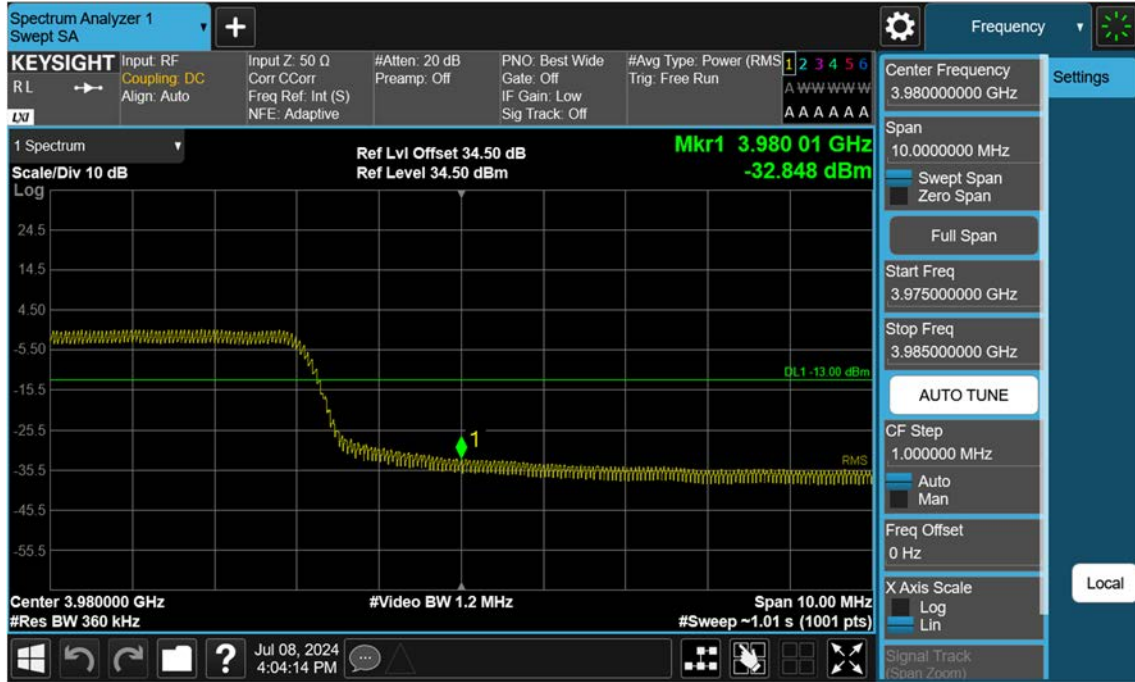 Spectrum Analyzer 1
Swept SA
Frequency
KEYSIGHT
R L
LXI
Input: RF
Coupling: DC
Align: Auto
Input Z: 50 Ω
Corr CCorr
Freq Ref: Int (S)
NFE: Adaptive
#Atten: 20 dB
Preamp: Off
PNO: Best Wide
Gate: Off
IF Gain: Low
Sig Track: Off
#Avg Type: Power (RMS
Trig: Free Run
1 2 3 4 5 6
A W W W W W
A A A A A A
1 Spectrum
Scale/Div 10 dB
Log
Ref Lvl Offset 34.50 dB
Ref Level 34.50 dBm
Mkr1 3.980 01 GHz
-32.848 dBm
24.5
14.5
4.50
-5.50
DL1 -13.00 dBm
-15.5
-25.5
1
RMS
-35.5
-45.5
-55.5
Center 3.980000 GHz
#Res BW 360 kHz
#Video BW 1.2 MHz
Span 10.00 MHz
#Sweep ~1.01 s (1001 pts)
?
Jul 08, 2024
4:04:14 PM
Center Frequency
3.980000000 GHz
Settings
Span
10.0000000 MHz
Swept Span
Zero Span
Full Span
Start Freq
3.975000000 GHz
Stop Freq
3.985000000 GHz
AUTO TUNE
CF Step
1.000000 MHz
Auto
Man
Freq Offset
0 Hz
X Axis Scale
Log
Lin
Local
Signal Track
(Span Zoom)